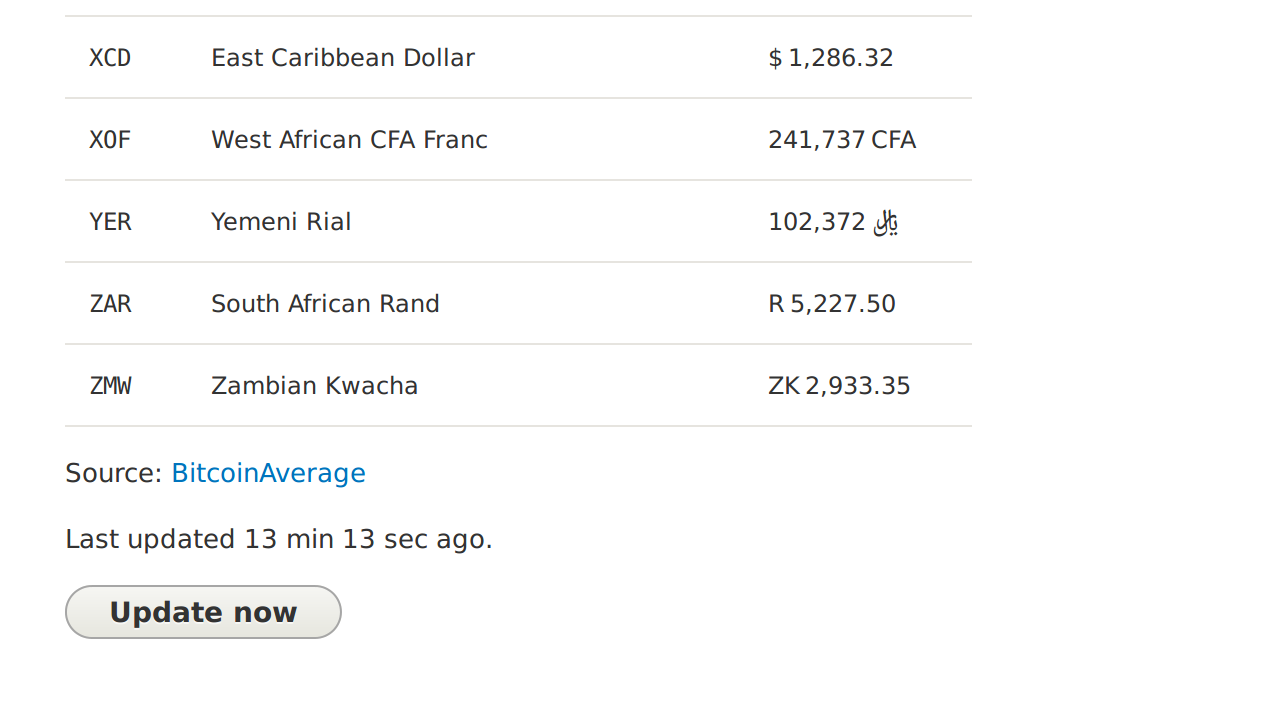 XCD East Caribbean Dollar $ 1,286.32
XOF West African CFA Franc 241,737 CFA
YER Yemeni Rial 102,372 ﷼
ZAR South African Rand R 5,227.50
ZMW Zambian Kwacha ZK 2,933.35
Source: BitcoinAverage
Last updated 13 min 13 sec ago.
Update now